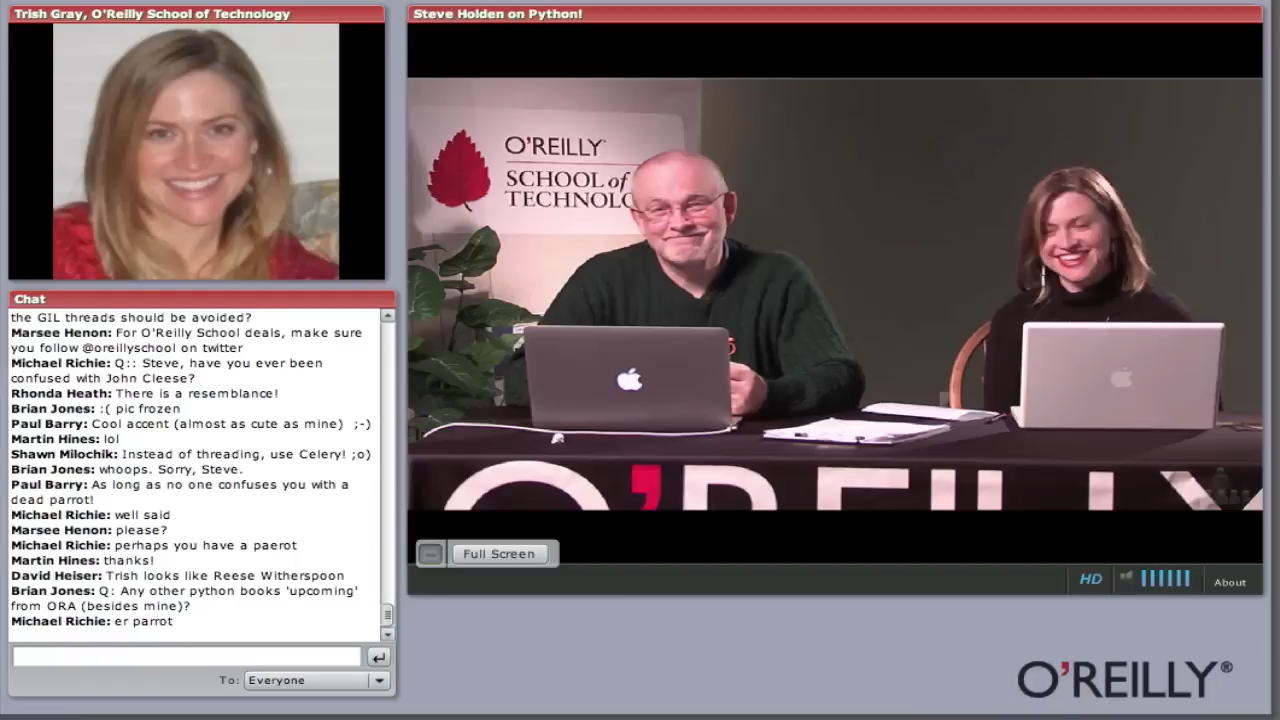 Trish Gray, O'Reilly School of Technology
Steve Holden on Python!
O'REILLY
SCHOOL of
TECHNOLO
O'REILLY
Chat
the GIL threads should be avoided?
Marsee Henon: For O'Reilly School deals, make sure
you follow @oreillyschool on twitter
Michael Richie: Q:: Steve, have you ever been
confused with John Cleese?
Rhonda Heath: There is a resemblance!
Brian Jones: :( pic frozen
Paul Barry: Cool accent (almost as cute as mine) ;-)
Martin Hines: lol
Shawn Milochik: Instead of threading, use Celery! ;o)
Brian Jones: whoops. Sorry, Steve.
Paul Barry: As long as no one confuses you with a
dead parrot!
Michael Richie: well said
Marsee Henon: please?
Michael Richie: perhaps you have a paerot
Martin Hines: thanks!
David Heiser: Trish looks like Reese Witherspoon
Brian Jones: Q: Any other python books 'upcoming'
from ORA (besides mine)?
Michael Richie: er parrot
To: Everyone
Full Screen
HD
About
O'REILLY®